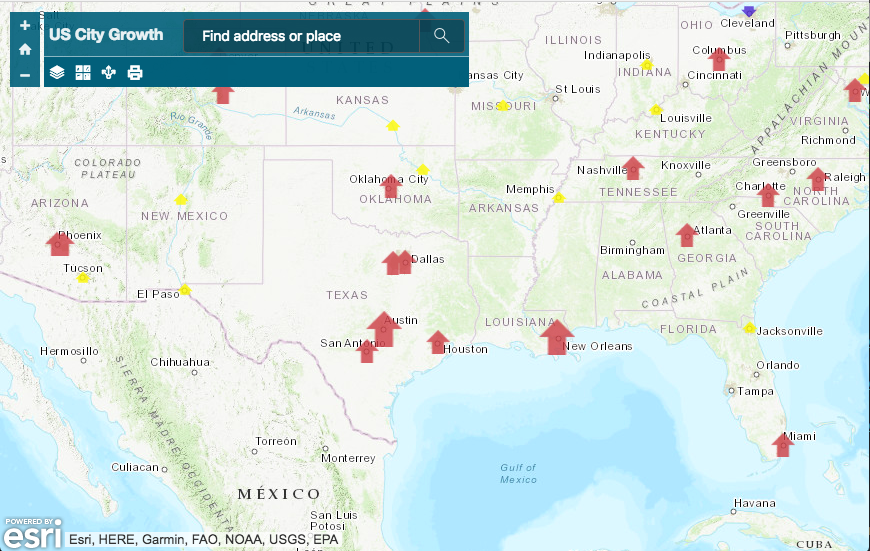 GREAT PLAINS
US City Growth
Find address or place
Cleveland
OHIO
Pittsburgh
ILLINOIS
Indianapolis
Columbus
INDIANA
Cincinnati
UNITED
Kansas City
St Louis
KANSAS
MISSOURI
Louisville
KENTUCKY
APPALACHIAN MOUN
VIRGINIA
Richmond
Arkansas
Rio Grande
COLORADO
PLATEAU
Oklahoma City
OKLAHOMA
Nashville
Knoxville
Greensboro
TENNESSEE
Charlotte
Raleigh
NORTH
CAROLINA
Memphis
ARKANSAS
ARIZONA
NEW MEXICO
Greenville
SOUTH
CAROLINA
Phoenix
Atlanta
Birmingham
GEORGIA
ALABAMA
COASTAL PLAIN
Dallas
Tucson
El Paso
TEXAS
Austin
San Antonio
Houston
LOUISIANA
New Orleans
FLORIDA
Jacksonville
Hermosillo
Chihuahua
SIERRA MADRE OCCIDENTAL
Orlando
Tampa
Miami
Torreón
Monterrey
Culiacan
Gulf of
Mexico
MÉXICO
San Luis
Potosi
Havana
CUBA
POWERED BY
esri
Esri, HERE, Garmin, FAO, NOAA, USGS, EPA